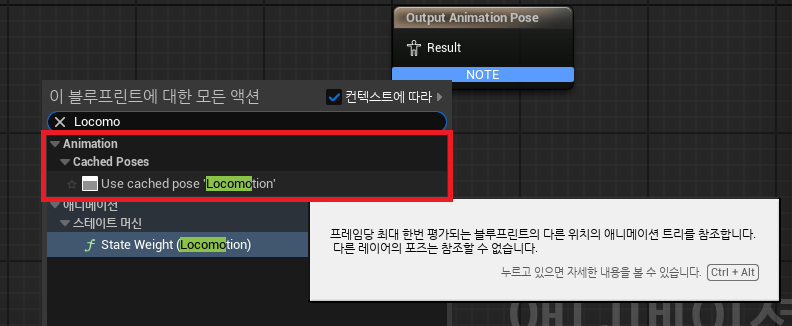 Output Animation Pose
Result
NOTE
이 블루프린트에 대한 모든 액션
컨텍스트에 따라
Locomo
Animation
Cached Poses
Use cached pose 'Locomotion'
애니메이션
스테이트 머신
State Weight (Locomotion)
프레임당 최대 한번 평가되는 블루프린트의 다른 위치의 애니메이션 트리를 참조합니다.
다른 레이어의 포즈는 참조할 수 없습니다.
누르고 있으면 자세한 내용을 볼 수 있습니다. Ctrl + Alt
애니메이션